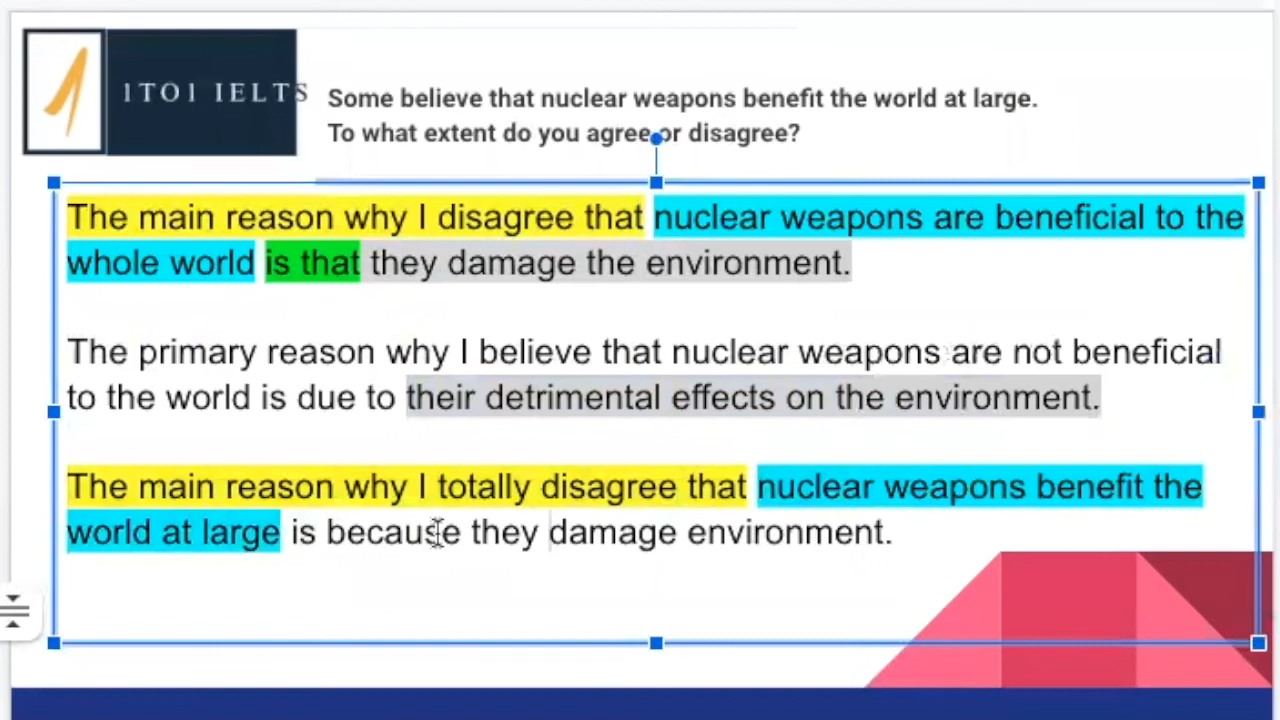 1TO1 IELTS
Some believe that nuclear weapons benefit the world at large.
To what extent do you agree or disagree?
The main reason why I disagree that nuclear weapons are beneficial to the
whole world is that they damage the environment.
The primary reason why I believe that nuclear weapons are not beneficial
to the world is due to their detrimental effects on the environment.
The main reason why I totally disagree that nuclear weapons benefit the
world at large is because they damage environment.